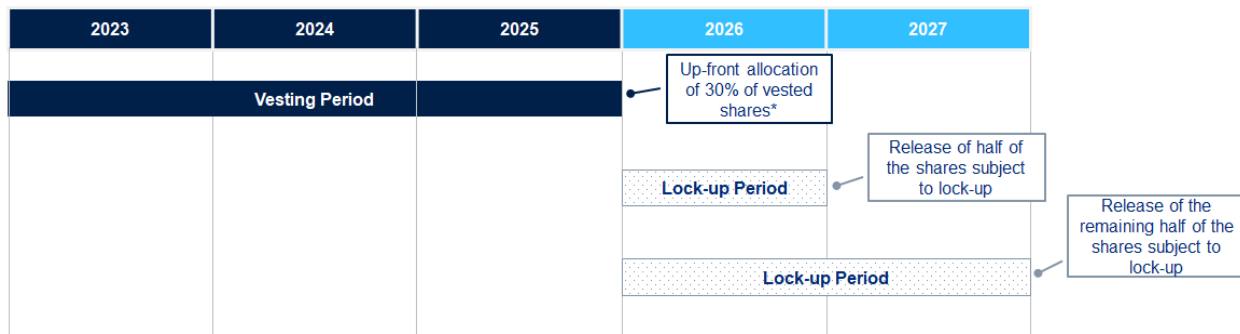 2023
2024
2025
2026
2027
Vesting Period
Up-front allocation
of 30% of vested
shares*
Lock-up Period
Release of half of
the shares subject
to lock-up
Lock-up Period
Release of the
remaining half of the
shares subject to
lock-up